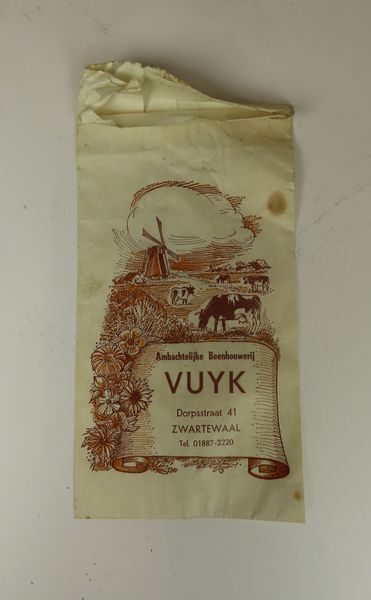 Ambachtelijke Beenhouwerij
VUYK
Dorpsstraat 41
ZWARTEWAAL
Tel. 01887-2220